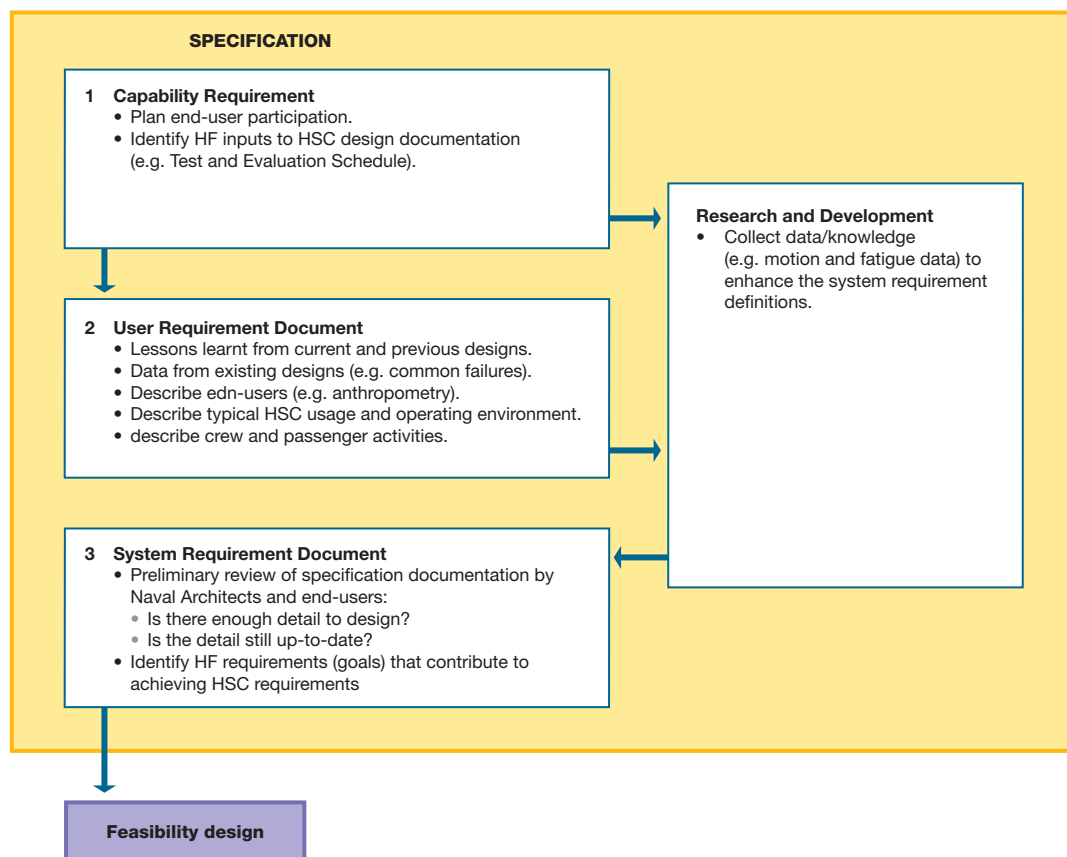 SPECIFICATION
1 Capability Requirement
• Plan end-user participation.
• Identify HF inputs to HSC design documentation
(e.g. Test and Evaluation Schedule).
Research and Development
• Collect data/knowledge
(e.g. motion and fatigue data) to
enhance the system requirement
definitions.
2 User Requirement Document
• Lessons learnt from current and previous designs.
• Data from existing designs (e.g. common failures).
• Describe edn-users (e.g. anthropometry).
• Describe typical HSC usage and operating environment.
• describe crew and passenger activities.
3 System Requirement Document
• Preliminary review of specification documentation by
Naval Architects and end-users:
• Is there enough detail to design?
• Is the detail still up-to-date?
• Identify HF requirements (goals) that contribute to
achieving HSC requirements
Feasibility design